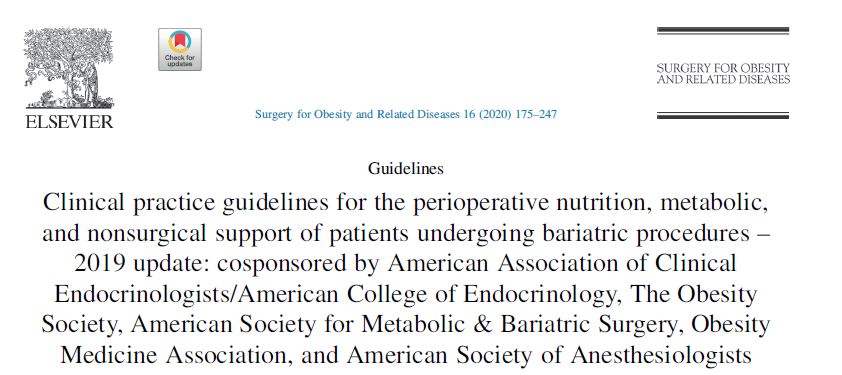 ELSEVIER
Check for
updates
SURGERY FOR OBESITY
AND RELATED DISEASES
Surgery for Obesity and Related Diseases 16 (2020) 175–247
Guidelines
Clinical practice guidelines for the perioperative nutrition, metabolic,
and nonsurgical support of patients undergoing bariatric procedures –
2019 update: cosponsored by American Association of Clinical
Endocrinologists/American College of Endocrinology, The Obesity
Society, American Society for Metabolic & Bariatric Surgery, Obesity
Medicine Association, and American Society of Anesthesiologists